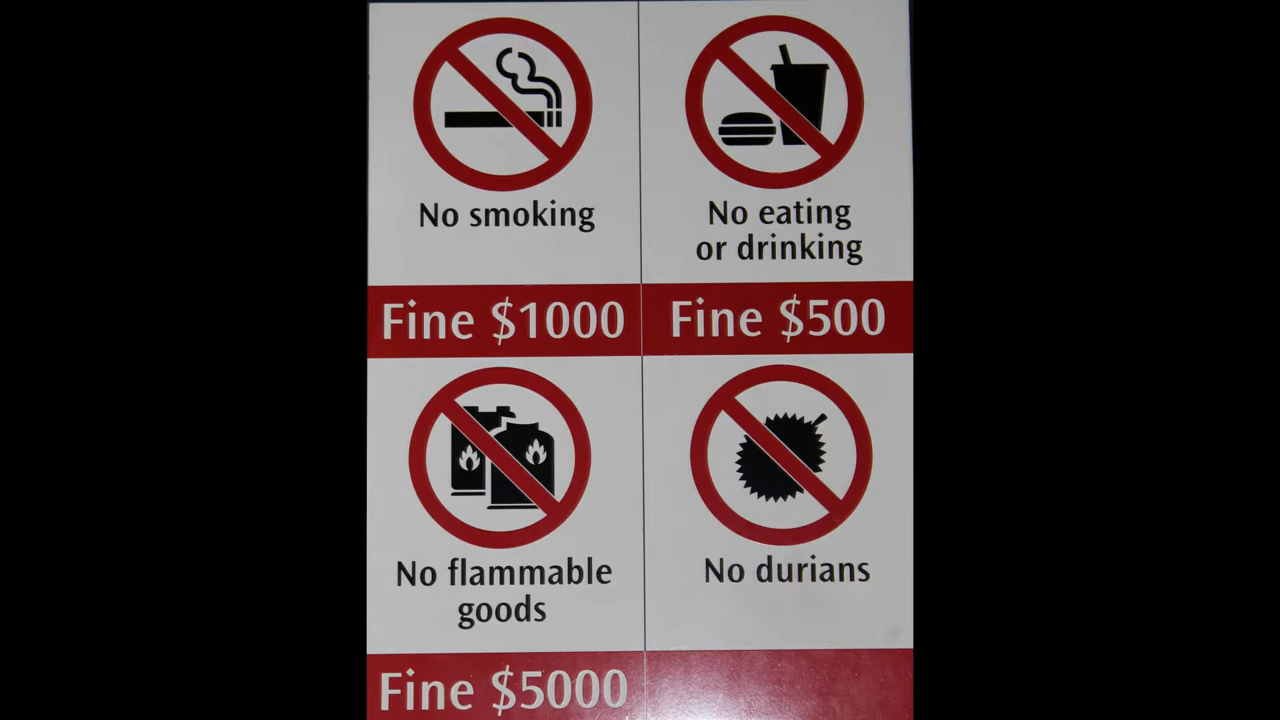 No smoking
No eating
or drinking
Fine $1000
Fine $500
No flammable
goods
No durians
Fine $5000